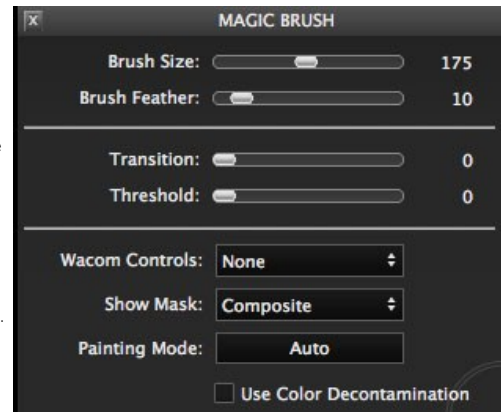 x MAGIC BRUSH
Brush Size: 175
Brush Feather: 10
Transition: 0
Threshold: 0
Wacom Controls: None
Show Mask: Composite
Painting Mode: Auto
Use Color Decontamination